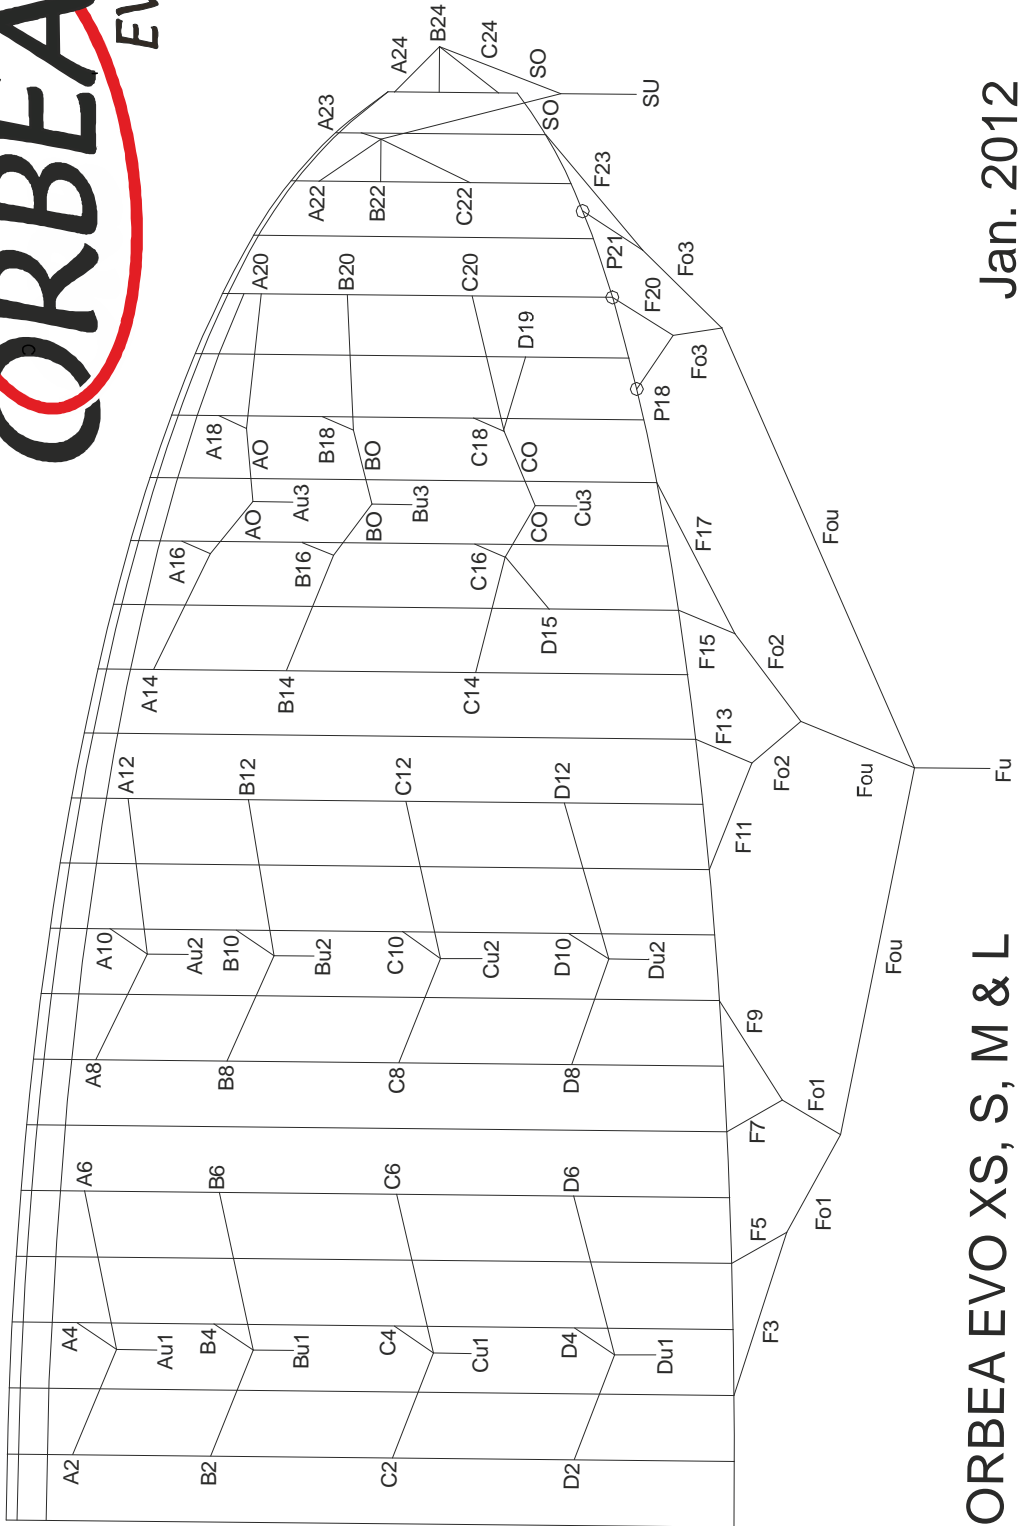 ORBEA
EV
A2
A4
Au1
A6
A8
A10
Au2
A12
A14
A16
AO
Au3
AO
A18
A20
A22
A23
A24
B2
B4
Bu1
B6
B8
B10
Bu2
B12
B14
B16
BO
Bu3
BO
B18
B20
B22
B24
C2
C4
Cu1
C6
C8
C10
Cu2
C12
C14
C16
CO
Cu3
CO
C18
C20
C22
C24
D2
D4
Du1
D6
D8
D10
Du2
D12
D15
D19
SO
SO
SU
F3
F5
Fo1
F7
Fo1
F9
F11
Fo2
F13
F15
Fo2
F17
P18
Fo3
F20
P21
Fo3
F23
Fou
Fou
Fou
Fu
ORBEA EVO XS, S, M & L
Jan. 2012